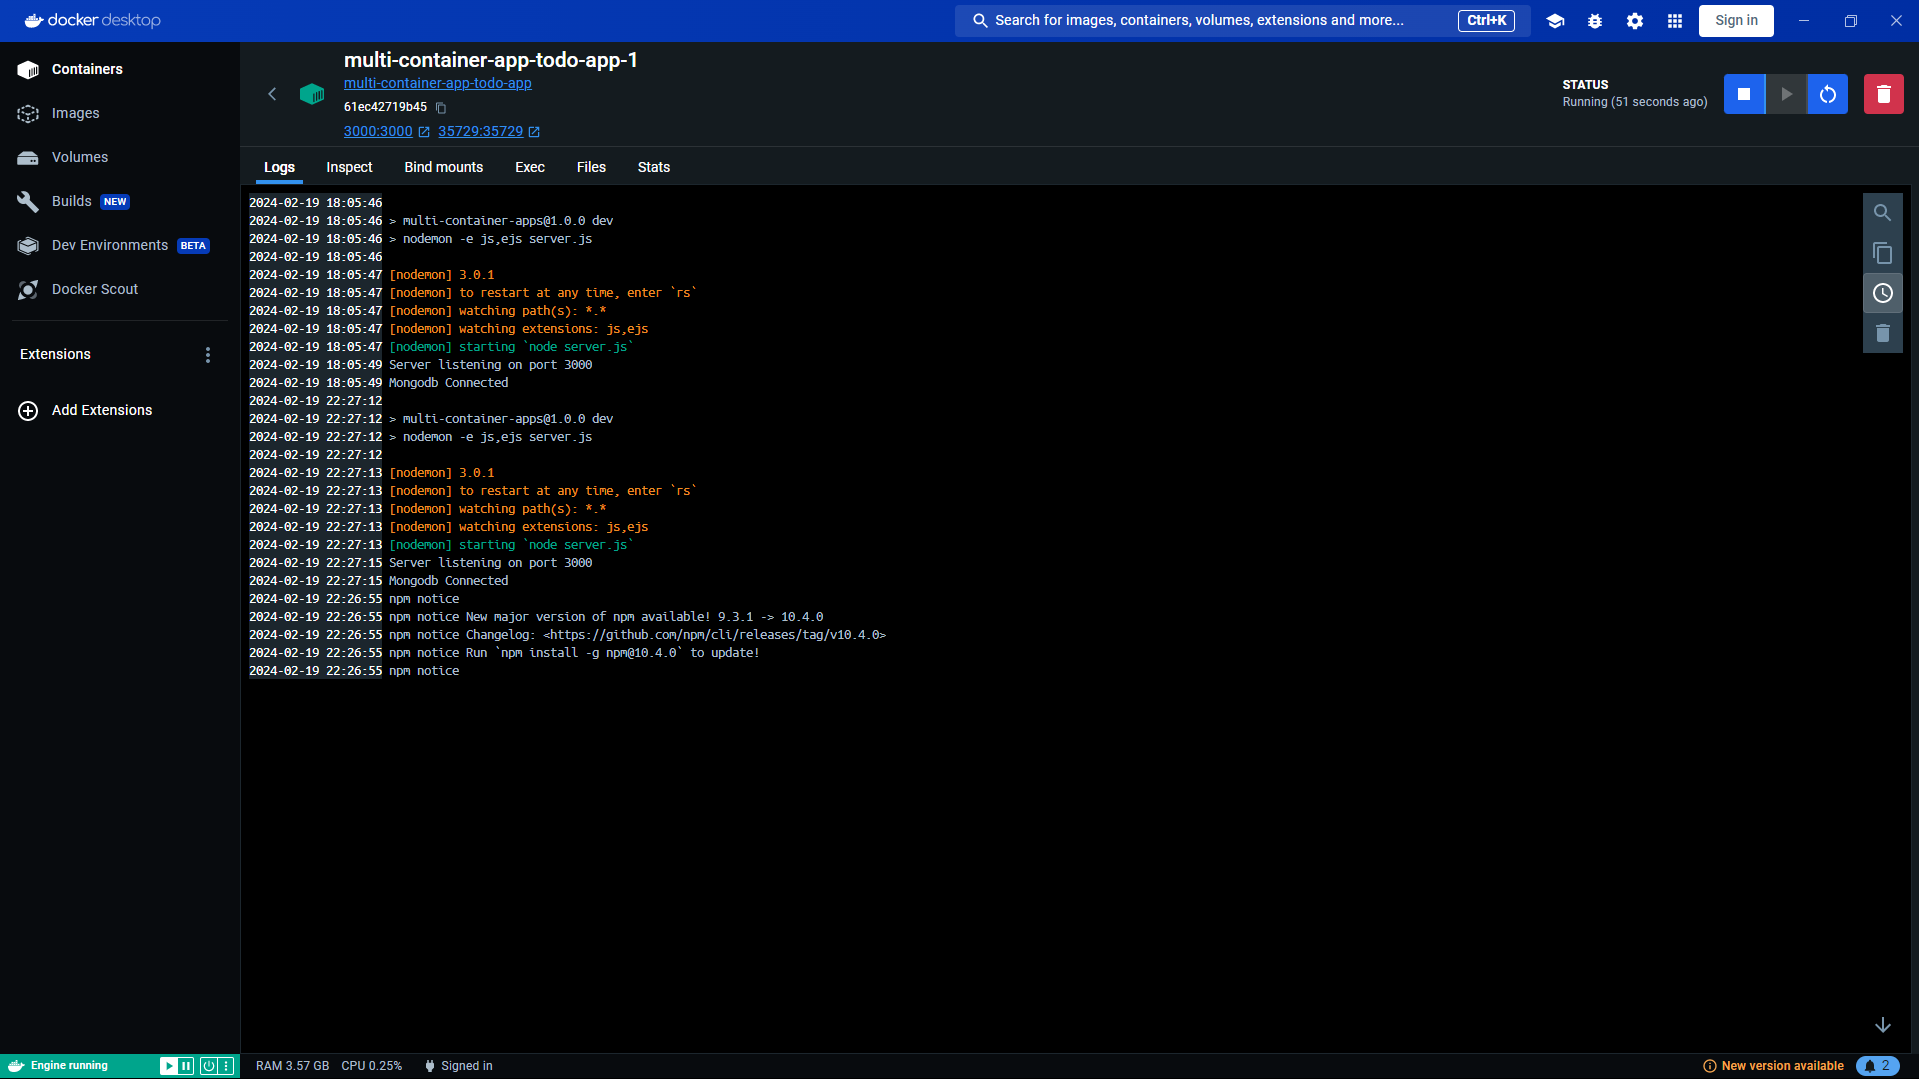 docker desktop
Search for images, containers, volumes, extensions and more...
Ctrl+K
Sign in
Containers
Images
Volumes
Builds NEW
Dev Environments BETA
Docker Scout
Extensions
Add Extensions
multi-container-app-todo-app-1
multi-container-app-todo-app
61ec42719b45
3000:3000 35729:35729
STATUS
Running (51 seconds ago)
Logs Inspect Bind mounts Exec Files Stats
2024-02-19 18:05:46
2024-02-19 18:05:46 > multi-container-apps@1.0.0 dev
2024-02-19 18:05:46 > nodemon -e js,ejs server.js
2024-02-19 18:05:46
2024-02-19 18:05:47 [nodemon] 3.0.1
2024-02-19 18:05:47 [nodemon] to restart at any time, enter `rs`
2024-02-19 18:05:47 [nodemon] watching path(s): *.*
2024-02-19 18:05:47 [nodemon] watching extensions: js,ejs
2024-02-19 18:05:47 [nodemon] starting `node server.js`
2024-02-19 18:05:49 Server listening on port 3000
2024-02-19 18:05:49 Mongodb Connected
2024-02-19 22:27:12
2024-02-19 22:27:12 > multi-container-apps@1.0.0 dev
2024-02-19 22:27:12 > nodemon -e js,ejs server.js
2024-02-19 22:27:12
2024-02-19 22:27:13 [nodemon] 3.0.1
2024-02-19 22:27:13 [nodemon] to restart at any time, enter `rs`
2024-02-19 22:27:13 [nodemon] watching path(s): *.*
2024-02-19 22:27:13 [nodemon] watching extensions: js,ejs
2024-02-19 22:27:13 [nodemon] starting `node server.js`
2024-02-19 22:27:15 Server listening on port 3000
2024-02-19 22:27:15 Mongodb Connected
2024-02-19 22:26:55 npm notice
2024-02-19 22:26:55 npm notice New major version of npm available! 9.3.1 -> 10.4.0
2024-02-19 22:26:55 npm notice Changelog: <https://github.com/npm/cli/releases/tag/v10.4.0>
2024-02-19 22:26:55 npm notice Run `npm install -g npm@10.4.0` to update!
2024-02-19 22:26:55 npm notice
Engine running
RAM 3.57 GB CPU 0.25% Signed in
New version available
2